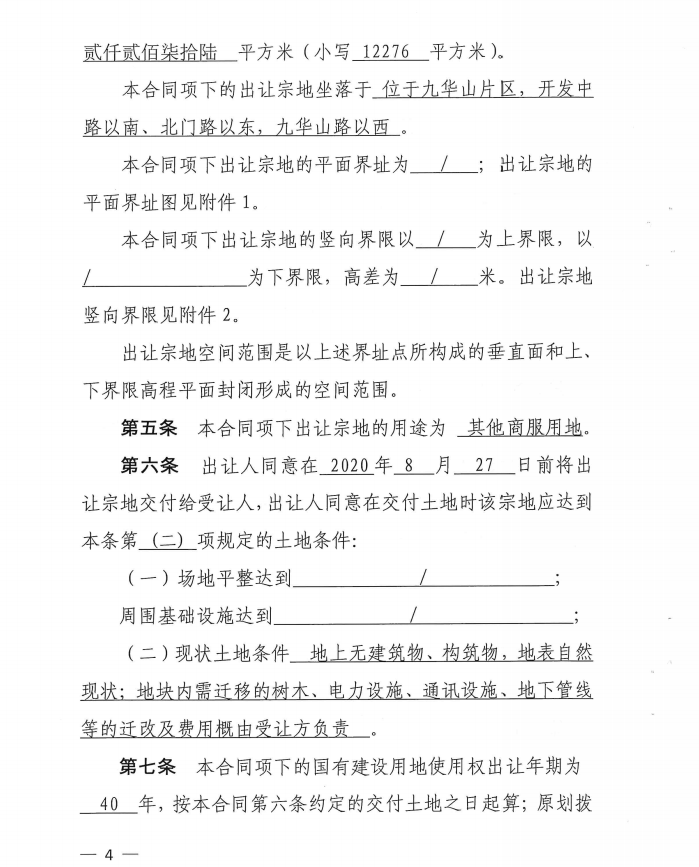 贰仟贰佰柒拾陆 平方米（小写 12276 平方米）。
本合同项下的出让宗地坐落于 位于九华山片区，开发中
路以南、北门路以东，九华山路以西 。
本合同项下出让宗地的平面界址为 / ；出让宗地的
平面界址图见附件 1。
本合同项下出让宗地的竖向界限以 / 为上界限，以
/ 为下界限，高差为 / 米。出让宗地
竖向界限见附件 2。
出让宗地空间范围是以上述界址点所构成的垂直面和上、
下界限高程平面封闭形成的空间范围。
第五条 本合同项下出让宗地的用途为 其他商服用地。
第六条 出让人同意在 2020 年 8 月 27 日前将出
让宗地交付给受让人，出让人同意在交付土地时该宗地应达到
本条第 (二) 项规定的土地条件：
（一）场地平整达到 / ；
周围基础设施达到 / ；
（二）现状土地条件 地上无建筑物、构筑物，地表自然
现状；地块内需迁移的树木、电力设施、通讯设施、地下管线
等的迁改及费用概由受让方负责 。
第七条 本合同项下的国有建设用地使用权出让年期为
40 年，按本合同第六条约定的交付土地之日起算；原划拨
— 4 —